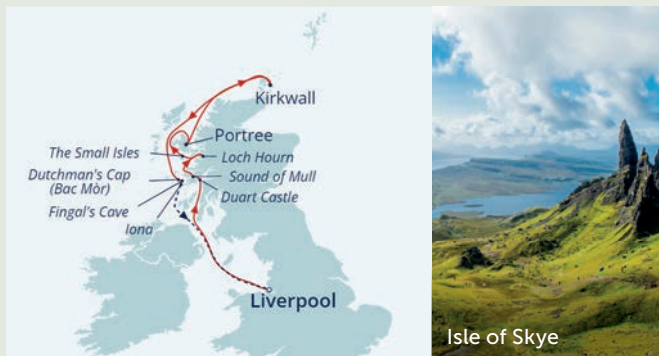 Kirkwall
Portree
The Small Isles
Loch Hourn
Dutchman's Cap
(Bac Mòr)
Sound of Mull
Duart Castle
Fingal's Cave
Iona
Liverpool
Isle of Skye